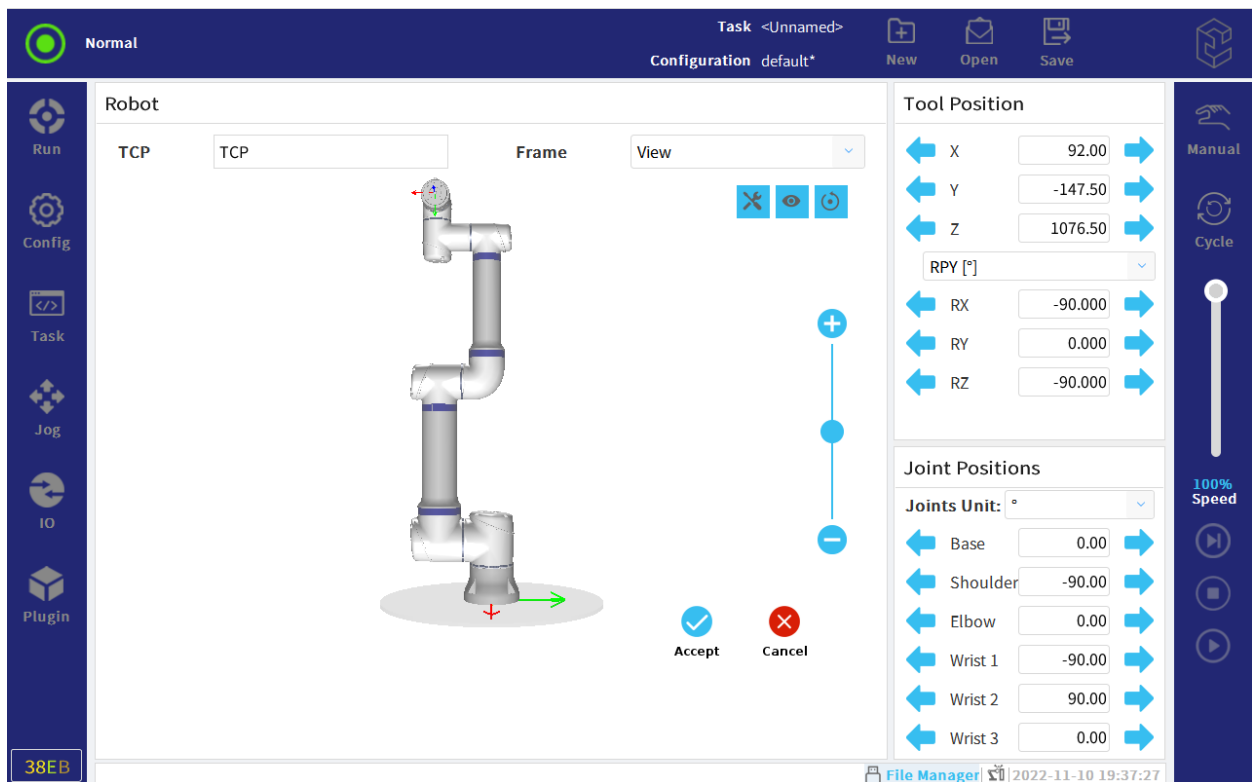 Normal
Task <Unnamed>
Configuration default*
New
Open
Save
Run
Config
Task
Jog
IO
Plugin
38EB
Robot
TCP TCP
Frame View
Accept
Cancel
Tool Position
X 92.00
Y -147.50
Z 1076.50
RPY [°]
RX -90.000
RY 0.000
RZ -90.000
Joint Positions
Joints Unit: °
Base 0.00
Shoulder -90.00
Elbow 0.00
Wrist 1 -90.00
Wrist 2 90.00
Wrist 3 0.00
Manual
Cycle
100%
Speed
File Manager 2022-11-10 19:37:27